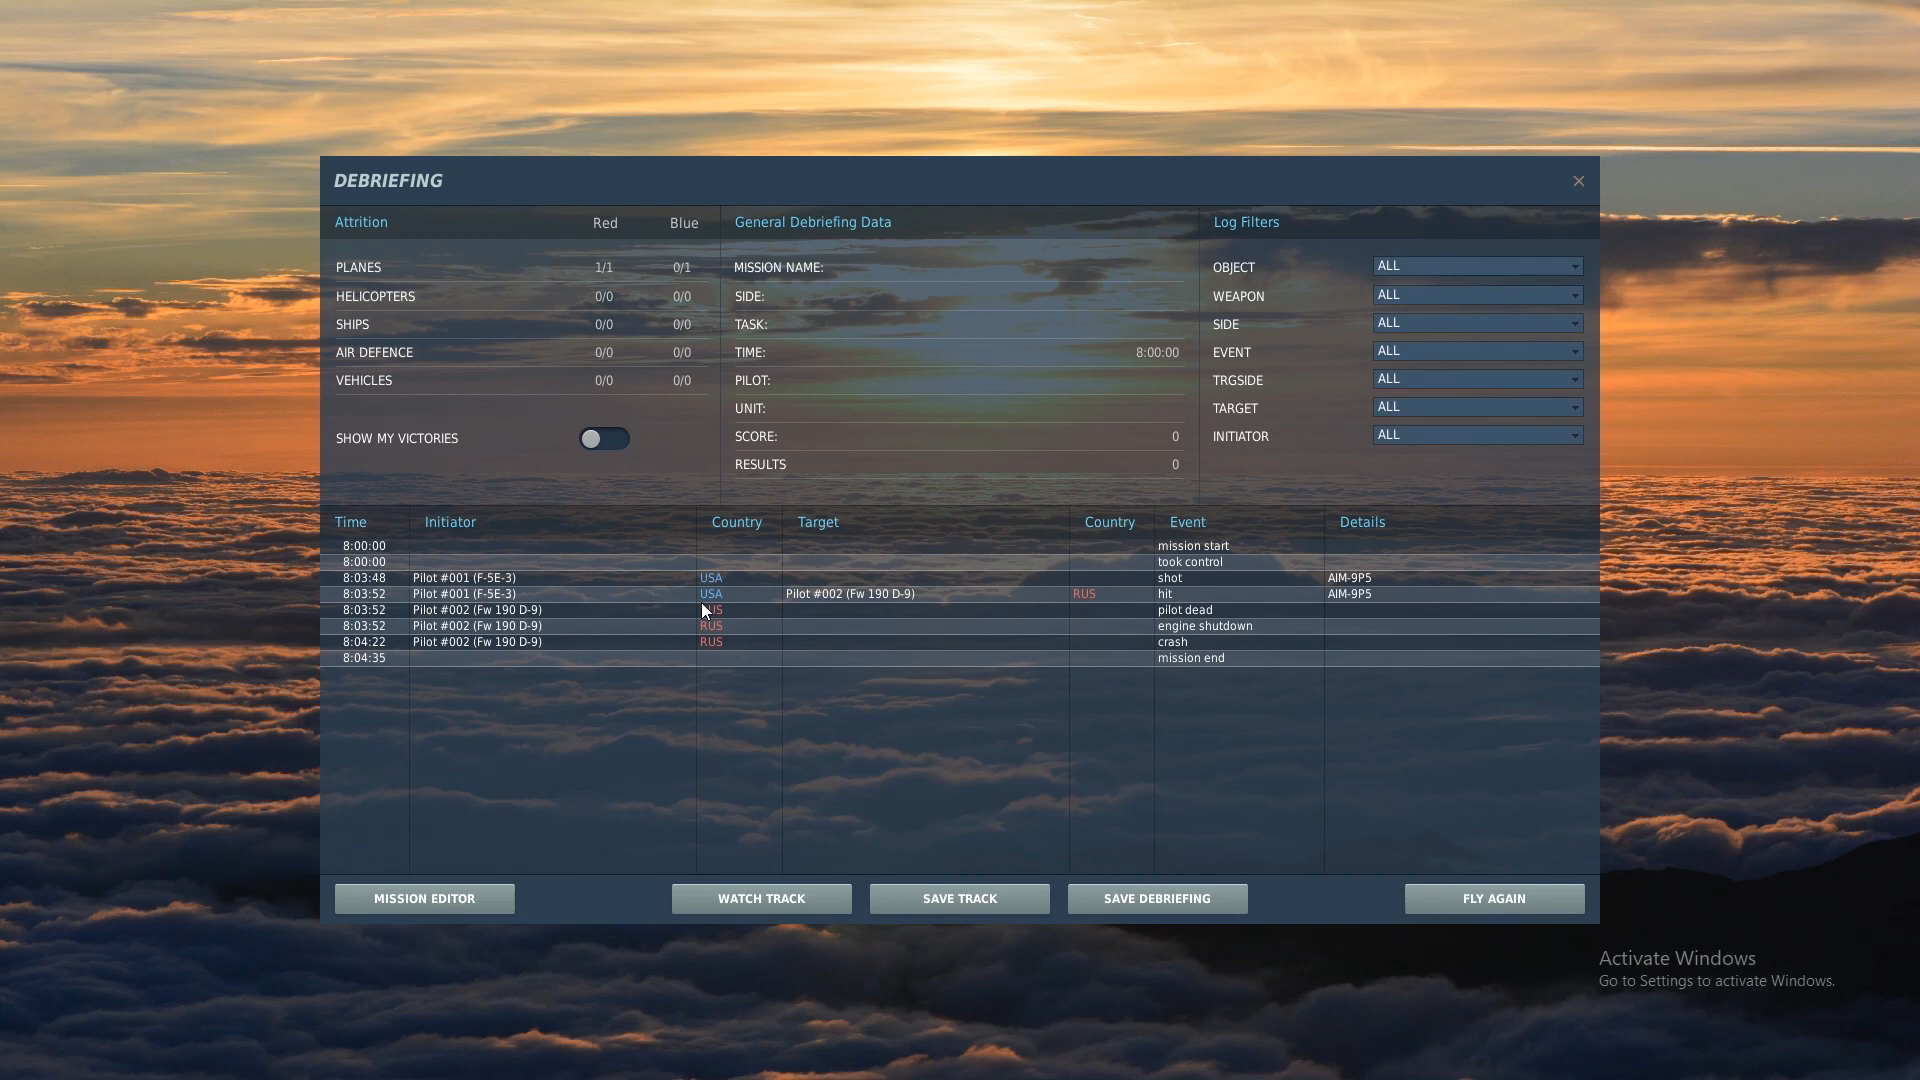 DEBRIEFING
Attrition Red Blue
PLANES 1/1 0/1
HELICOPTERS 0/0 0/0
SHIPS 0/0 0/0
AIR DEFENCE 0/0 0/0
VEHICLES 0/0 0/0
SHOW MY VICTORIES
General Debriefing Data
MISSION NAME:
SIDE:
TASK:
TIME: 8:00:00
PILOT:
UNIT:
SCORE: 0
RESULTS 0
Log Filters
OBJECT ALL
WEAPON ALL
SIDE ALL
EVENT ALL
TRGSIDE ALL
TARGET ALL
INITIATOR ALL
Time Initiator Country Target Country Event Details
8:00:00 mission start
8:00:00 took control
8:03:48 Pilot #001 (F-5E-3) USA shot AIM-9P5
8:03:52 Pilot #001 (F-5E-3) USA Pilot #002 (Fw 190 D-9) RUS hit AIM-9P5
8:03:52 Pilot #002 (Fw 190 D-9) RUS pilot dead
8:03:52 Pilot #002 (Fw 190 D-9) RUS engine shutdown
8:04:22 Pilot #002 (Fw 190 D-9) RUS crash
8:04:35 mission end
MISSION EDITOR WATCH TRACK SAVE TRACK SAVE DEBRIEFING FLY AGAIN
Activate Windows
Go to Settings to activate Windows.